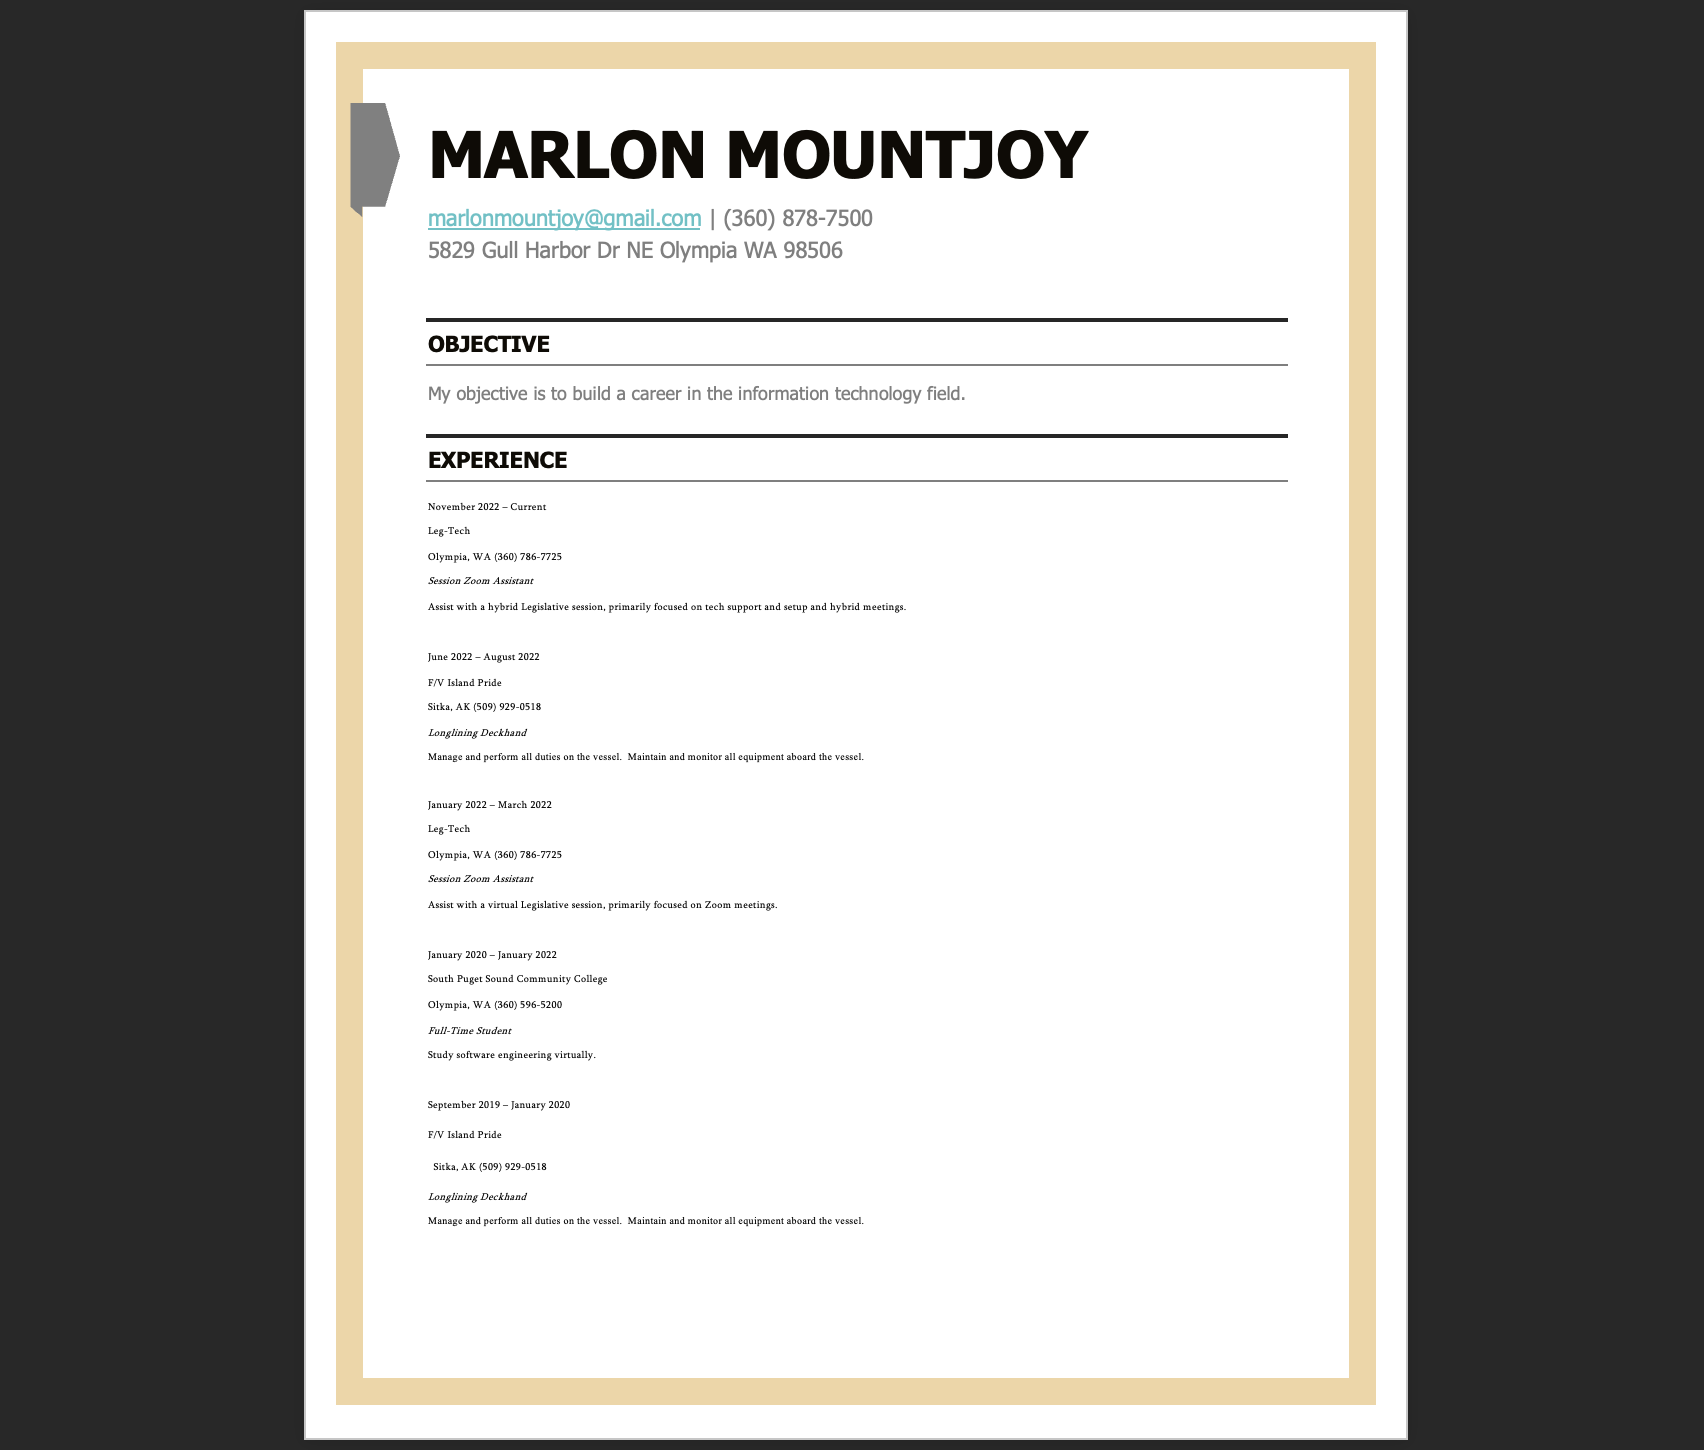 MARLON MOUNTJOY
marlonmountjoy@gmail.com | (360) 878-7500
5829 Gull Harbor Dr NE Olympia WA 98506
OBJECTIVE
My objective is to build a career in the information technology field.
EXPERIENCE
November 2022 – Current
Leg-Tech
Olympia, WA (360) 786-7725
Session Zoom Assistant
Assist with a hybrid Legislative session, primarily focused on tech support and setup and hybrid meetings.
June 2022 – August 2022
F/V Island Pride
Sitka, AK (509) 929-0518
Longlining Deckhand
Manage and perform all duties on the vessel.  Maintain and monitor all equipment aboard the vessel.
January 2022 – March 2022
Leg-Tech
Olympia, WA (360) 786-7725
Session Zoom Assistant
Assist with a virtual Legislative session, primarily focused on Zoom meetings.
January 2020 – January 2022
South Puget Sound Community College
Olympia, WA (360) 596-5200
Full-Time Student
Study software engineering virtually.
September 2019 – January 2020
F/V Island Pride
Sitka, AK (509) 929-0518
Longlining Deckhand
Manage and perform all duties on the vessel.  Maintain and monitor all equipment aboard the vessel.